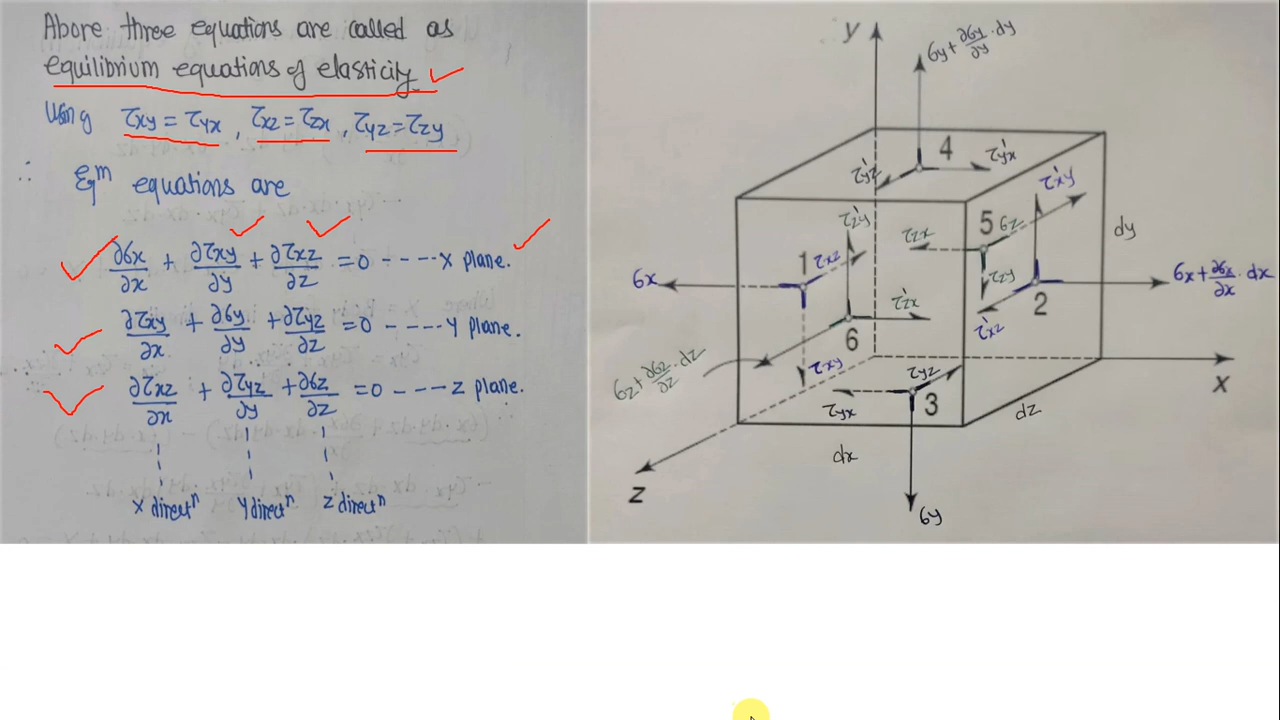 Above three equations are called as
equilibrium equations of elasticity.
Using τxy = τyx, τxz = τzx, τyz = τzy
∴ Eqᵐ equations are
∂σx/∂x + ∂τxy/∂y + ∂τxz/∂z = 0 ---- X plane.
∂τxy/∂x + ∂σy/∂y + ∂τyz/∂z = 0 ---- Y plane.
∂τxz/∂x + ∂τyz/∂y + ∂σz/∂z = 0 --- Z plane.
X directⁿ Y directⁿ Z directⁿ
y
σy + ∂σy/∂y · dy
4
τ'yx
τ'yz
τ'xy
τ'zy
5
σz
τzx
dy
1
τxz
τzy
σx
σx + ∂σx/∂x · dx
τ'zx
2
τ'xz
6
σz + ∂σz/∂z · dz
τxy
τyz
x
τyx
3
dz
dx
z
σy